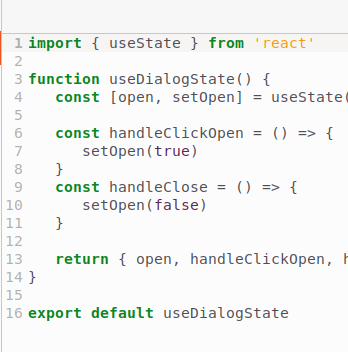 1 import { useState } from 'react'
2
3 function useDialogState() {
4 const [open, setOpen] = useState(
5
6 const handleClickOpen = () => {
7 setOpen(true)
8 }
9 const handleClose = () => {
10 setOpen(false)
11 }
12
13 return { open, handleClickOpen, h
14 }
15
16 export default useDialogState